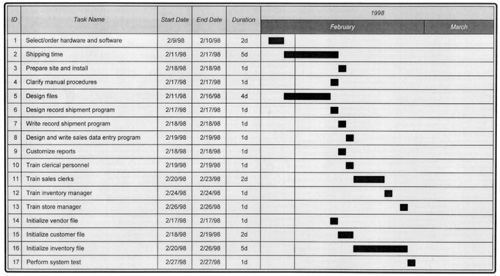 1998
ID Task Name Start Date End Date Duration February March
1 Select/order hardware and software 2/9/98 2/10/98 2d
2 Shipping time 2/11/98 2/17/98 5d
3 Prepare site and install 2/18/98 2/18/98 1d
4 Clarify manual procedures 2/17/98 2/17/98 1d
5 Design files 2/11/98 2/16/98 4d
6 Design record shipment program 2/17/98 2/17/98 1d
7 Write record shipment program 2/18/98 2/18/98 1d
8 Design and write sales data entry program 2/19/98 2/19/98 1d
9 Customize reports 2/18/98 2/18/98 1d
10 Train clerical personnel 2/19/98 2/19/98 1d
11 Train sales clerks 2/20/98 2/23/98 2d
12 Train inventory manager 2/24/98 2/24/98 1d
13 Train store manager 2/26/98 2/26/98 1d
14 Initialize vendor file 2/17/98 2/17/98 1d
15 Initialize customer file 2/18/98 2/19/98 2d
16 Initialize inventory file 2/20/98 2/26/98 5d
17 Perform system test 2/27/98 2/27/98 1d